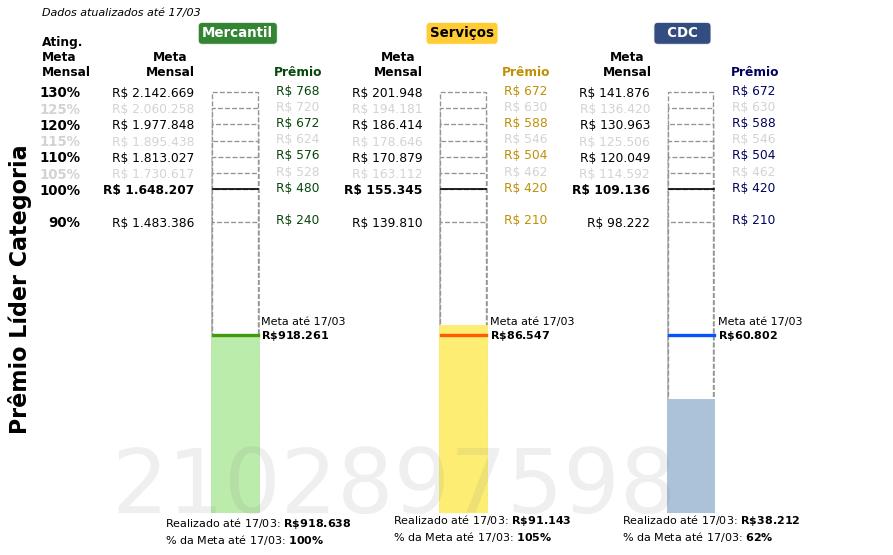 Dados atualizados até 17/03
Mercantil Serviços CDC
Ating.
Meta Meta Meta Meta
Mensal Mensal Prêmio Mensal Prêmio Mensal Prêmio
130% R$ 2.142.669 R$ 768 R$ 201.948 R$ 672 R$ 141.876 R$ 672
125% R$ 2.060.258 R$ 720 R$ 194.181 R$ 630 R$ 136.420 R$ 630
120% R$ 1.977.848 R$ 672 R$ 186.414 R$ 588 R$ 130.963 R$ 588
115% R$ 1.895.438 R$ 624 R$ 178.646 R$ 546 R$ 125.506 R$ 546
110% R$ 1.813.027 R$ 576 R$ 170.879 R$ 504 R$ 120.049 R$ 504
105% R$ 1.730.617 R$ 528 R$ 163.112 R$ 462 R$ 114.592 R$ 462
100% R$ 1.648.207 R$ 480 R$ 155.345 R$ 420 R$ 109.136 R$ 420
90% R$ 1.483.386 R$ 240 R$ 139.810 R$ 210 R$ 98.222 R$ 210
Prêmio Líder Categoria
Meta até 17/03 Meta até 17/03 Meta até 17/03
R$918.261 R$86.547 R$60.802
2102897598
Realizado até 17/03: R$918.638 Realizado até 17/03: R$91.143 Realizado até 17/03: R$38.212
% da Meta até 17/03: 100% % da Meta até 17/03: 105% % da Meta até 17/03: 62%